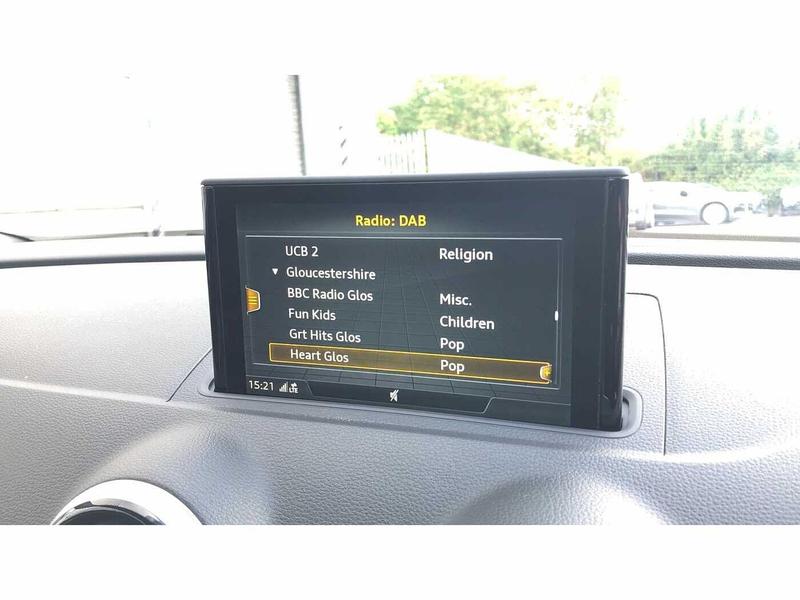 Radio: DAB
UCB 2 Religion
Gloucestershire
BBC Radio Glos Misc.
Fun Kids Children
Grt Hits Glos Pop
Heart Glos Pop
15:21 LTE